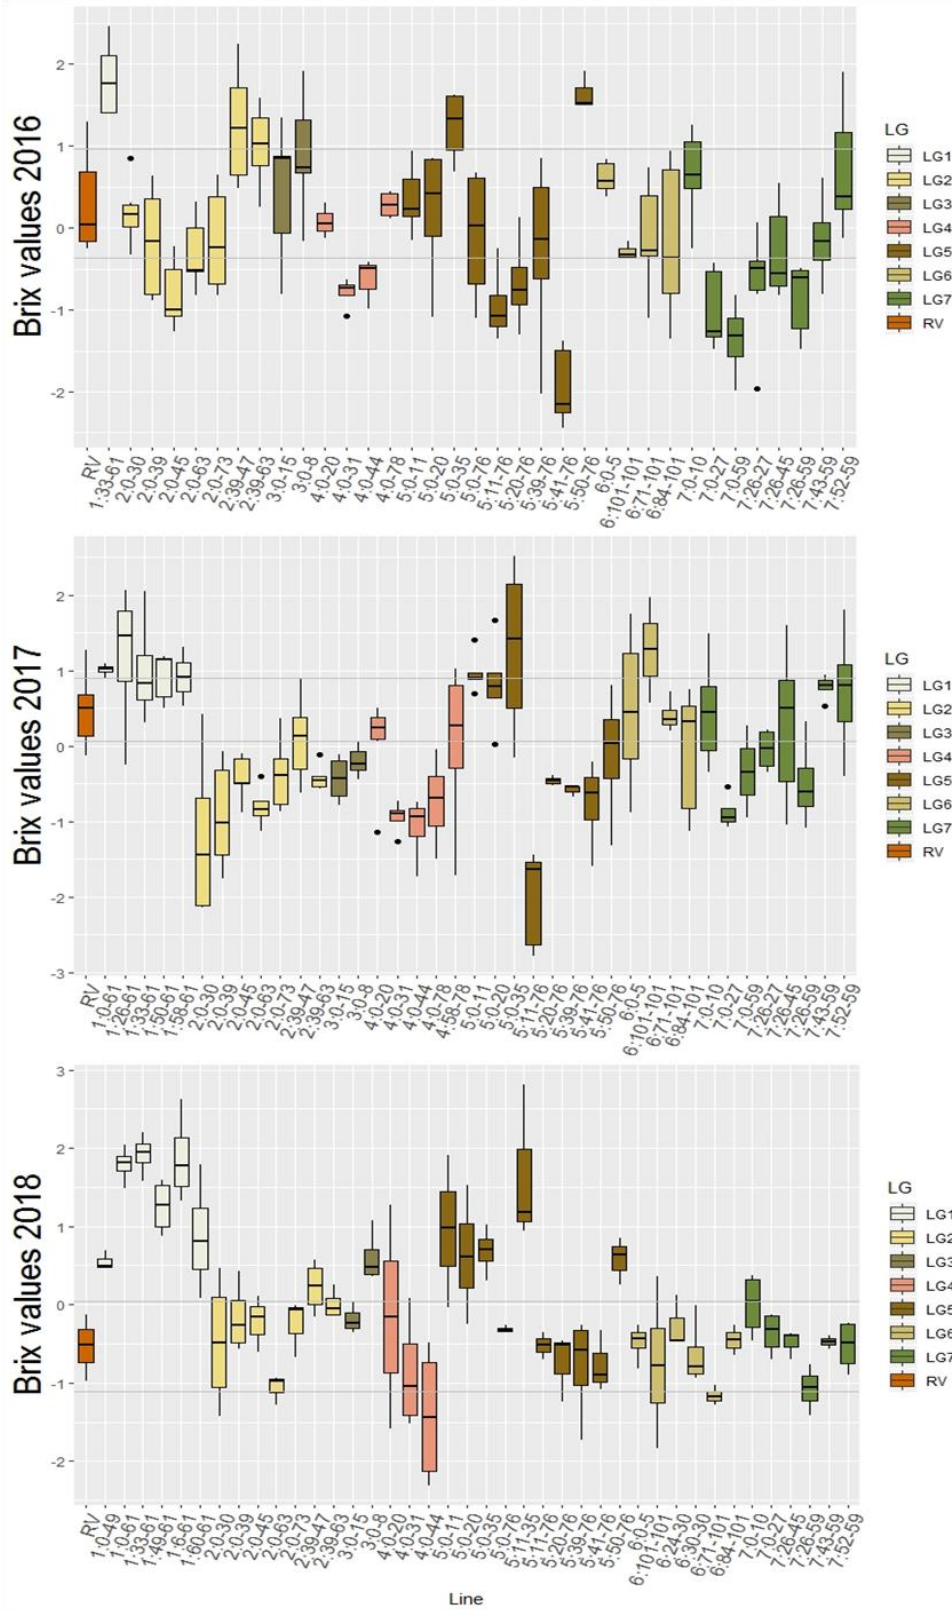 Brix values 2016
2
1
0
-1
-2
RV 1:33-61 2:0-30 2:0-39 2:0-45 2:0-63 2:0-73 2:39-47 2:39-63 3:0-15 3:0-8 4:0-20 4:0-31 4:0-44 4:0-78 5:0-11 5:0-20 5:0-35 5:0-76 5:11-76 5:20-76 5:39-76 5:41-76 5:50-76 6:0-5 6:101-101 6:71-101 6:84-101 7:0-10 7:0-27 7:0-59 7:26-27 7:26-45 7:26-59 7:43-59 7:52-59
LG
LG1
LG2
LG3
LG4
LG5
LG6
LG7
RV
Brix values 2017
2
1
0
-1
-2
-3
RV 1:0-61 1:26-61 1:33-61 1:50-61 1:58-61 2:0-30 2:0-39 2:0-45 2:0-63 2:0-73 2:39-47 2:39-63 3:0-15 3:0-8 4:0-20 4:0-31 4:0-44 4:0-78 4:58-78 5:0-11 5:0-20 5:0-35 5:11-76 5:20-76 5:39-76 5:41-76 5:50-76 6:0-5 6:101-101 6:71-101 6:84-101 7:0-10 7:0-27 7:0-59 7:26-27 7:26-45 7:26-59 7:43-59 7:52-59
LG
LG1
LG2
LG3
LG4
LG5
LG6
LG7
RV
Brix values 2018
3
2
1
0
-1
-2
RV 1:0-49 1:0-61 1:33-61 1:49-61 1:6-61 1:60-61 2:0-30 2:0-39 2:0-45 2:0-63 2:0-73 2:39-47 2:39-63 3:0-15 3:0-8 4:0-20 4:0-31 4:0-44 5:0-11 5:0-20 5:0-35 5:0-76 5:11-35 5:11-76 5:20-76 5:39-76 5:41-76 5:50-76 6:0-5 6:101-101 6:24-30 6:30-30 6:71-101 6:84-101 7:0-10 7:0-27 7:26-45 7:26-59 7:43-59 7:52-59
Line
LG
LG1
LG2
LG3
LG4
LG5
LG6
LG7
RV